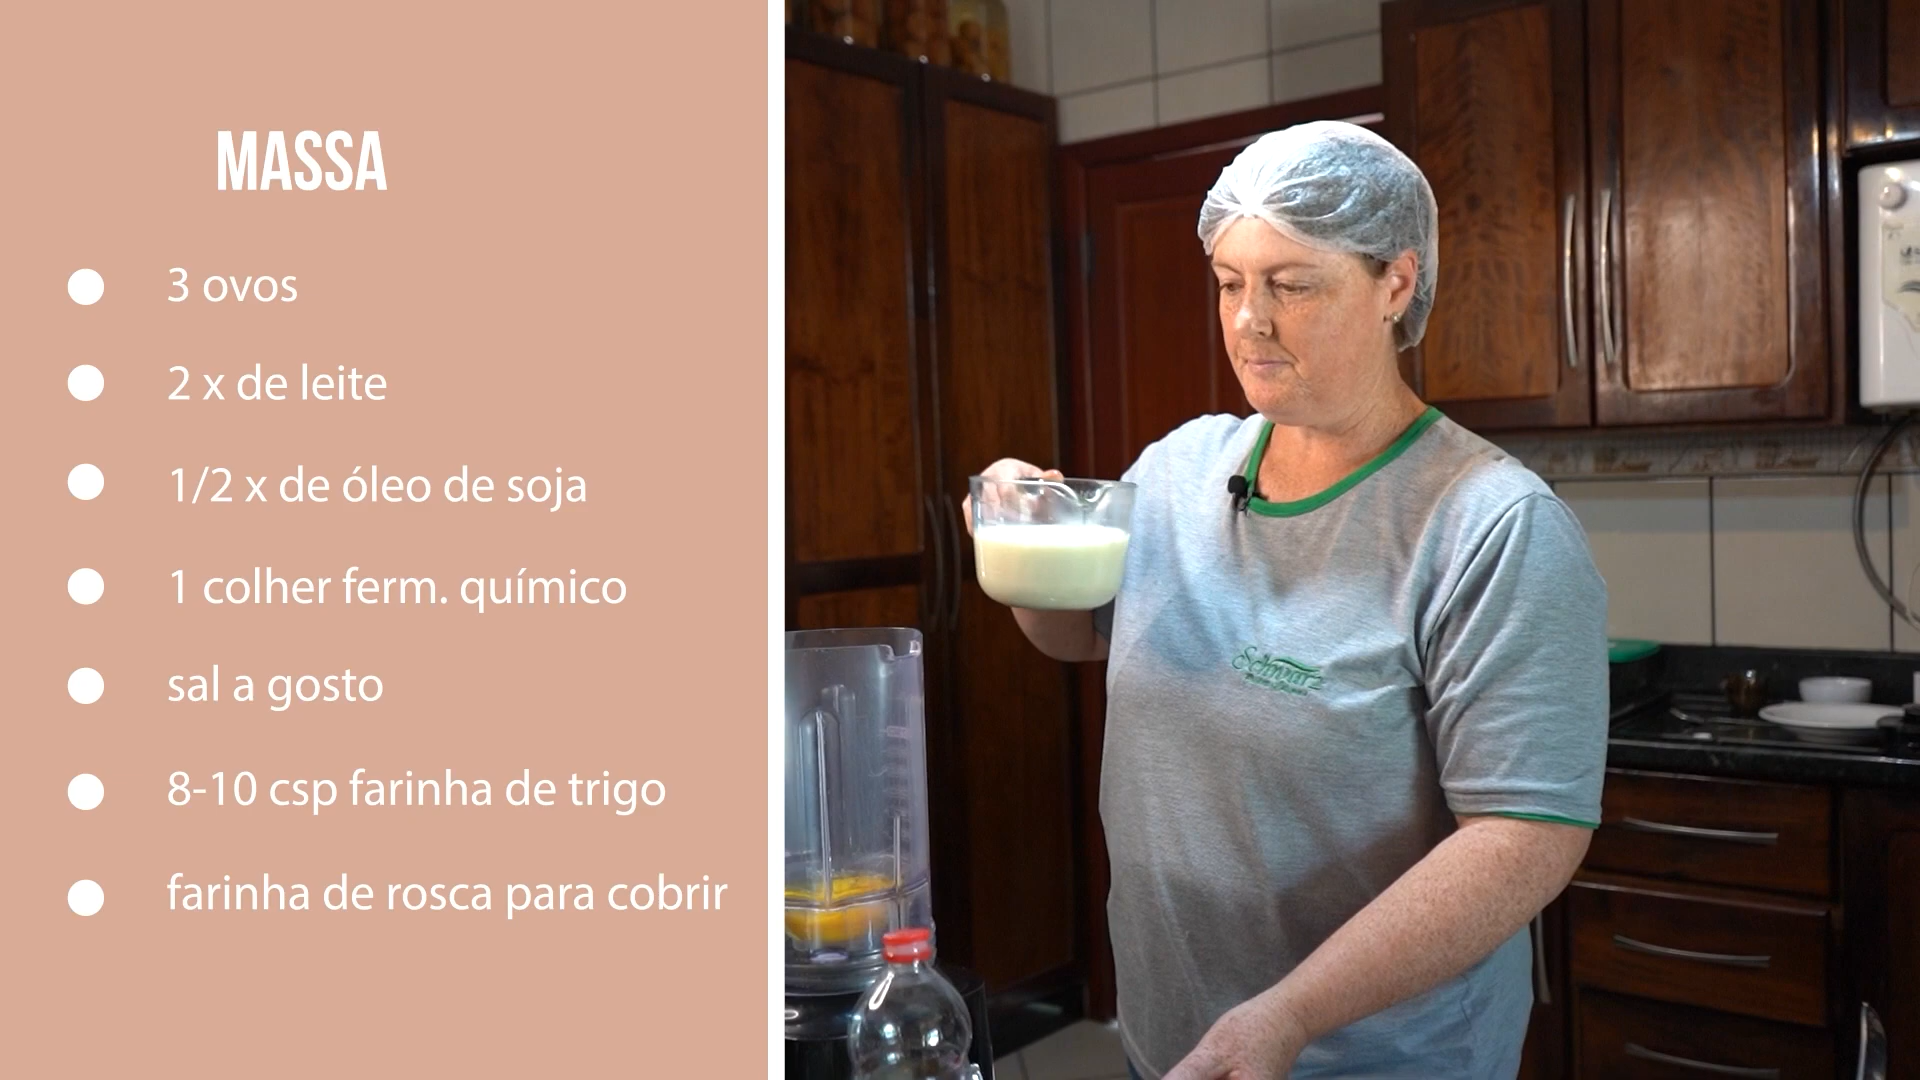 MASSA
3 ovos
2 x de leite
1/2 x de óleo de soja
1 colher ferm. químico
sal a gosto
8-10 csp farinha de trigo
farinha de rosca para cobrir
Schwarz